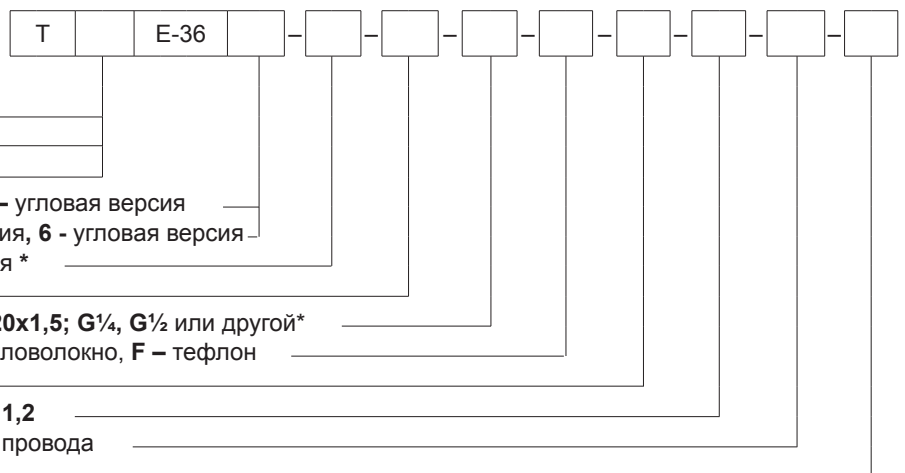 T E-36 – – – – – – –
– угловая версия
ия, 6 - угловая версия
я *
20x1,5; G¼, G½ или другой*
ловолокно, F – тефлон
1,2
провода